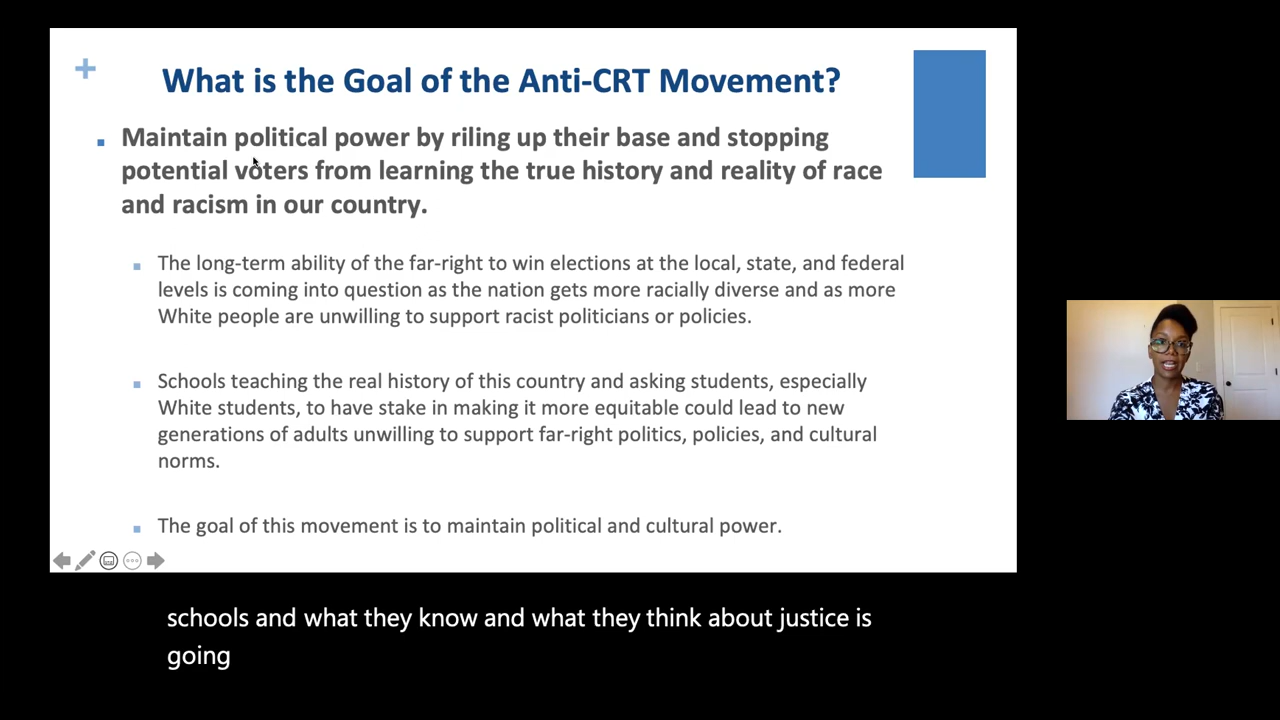 What is the Goal of the Anti-CRT Movement?
Maintain political power by riling up their base and stopping
potential voters from learning the true history and reality of race
and racism in our country.
The long-term ability of the far-right to win elections at the local, state, and federal
levels is coming into question as the nation gets more racially diverse and as more
White people are unwilling to support racist politicians or policies.
Schools teaching the real history of this country and asking students, especially
White students, to have stake in making it more equitable could lead to new
generations of adults unwilling to support far-right politics, policies, and cultural
norms.
The goal of this movement is to maintain political and cultural power.
schools and what they know and what they think about justice is
going